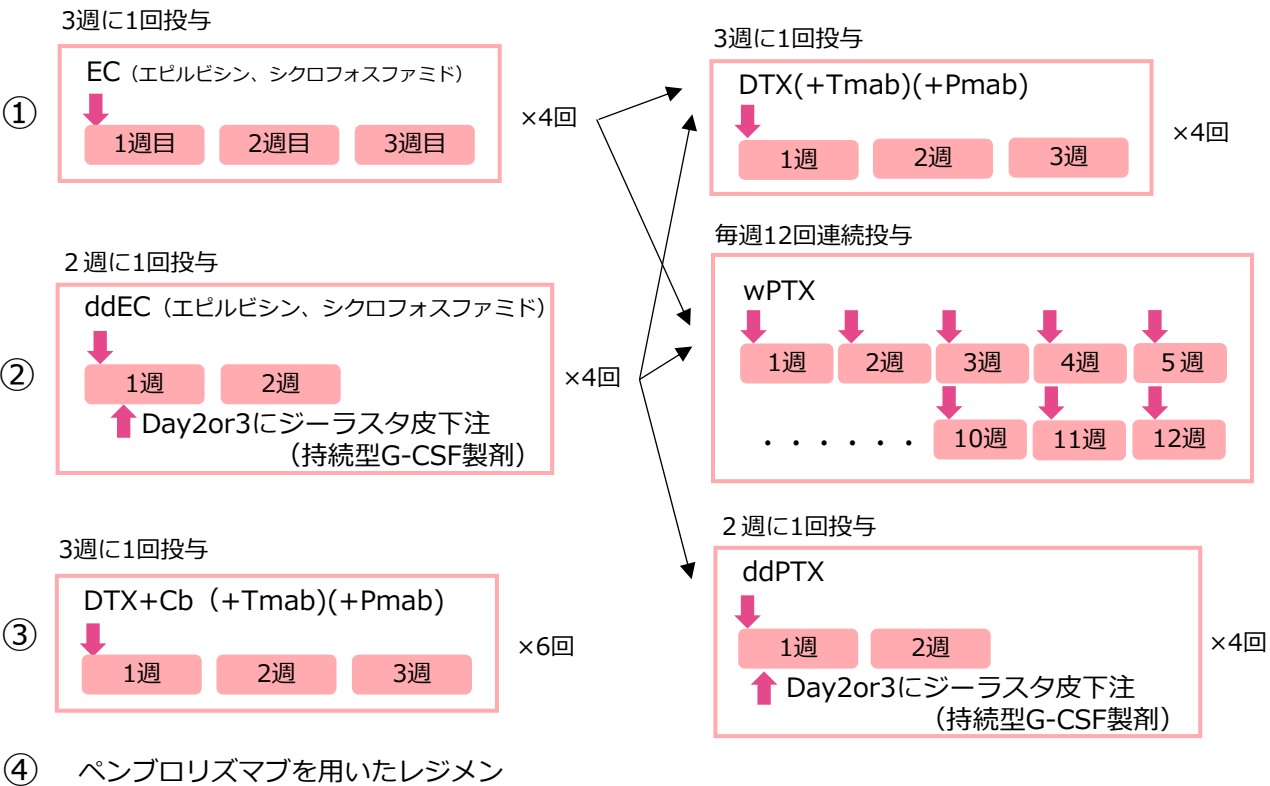 3週に1回投与
① EC（エピルビシン、シクロフォスファミド）
1週目 2週目 3週目
×4回
２週に1回投与
② ddEC（エピルビシン、シクロフォスファミド）
1週 2週
Day2or3にジーラスタ皮下注
（持続型G-CSF製剤）
×4回
3週に1回投与
③ DTX+Cb（+Tmab)(+Pmab)
1週 2週 3週
×6回
④ ペンブロリズマブを用いたレジメン
3週に1回投与
DTX(+Tmab)(+Pmab)
1週 2週 3週
×4回
毎週12回連続投与
wPTX
1週 2週 3週 4週 ５週
・・・・・・ 10週 11週 12週
２週に1回投与
ddPTX
1週 2週
Day2or3にジーラスタ皮下注
（持続型G-CSF製剤）
×4回